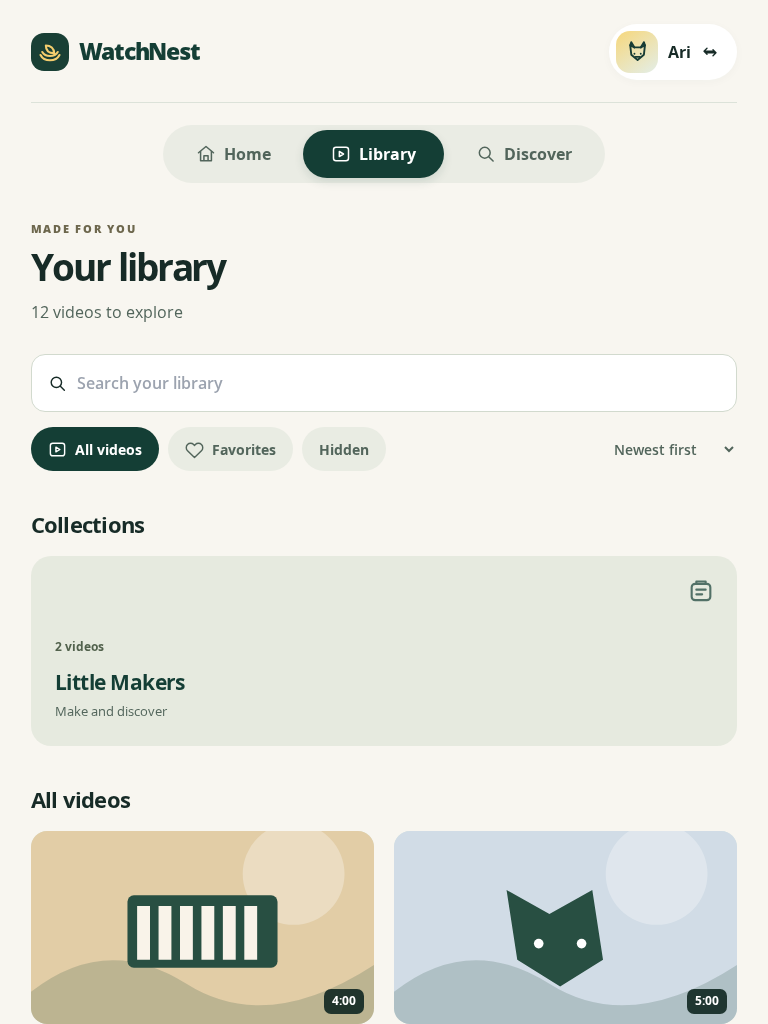 WatchNest
Ari
Home
Library
Discover
MADE FOR YOU
Your library
12 videos to explore
Search your library
All videos
Favorites
Hidden
Newest first
Collections
2 videos
Little Makers
Make and discover
All videos
4:00
5:00